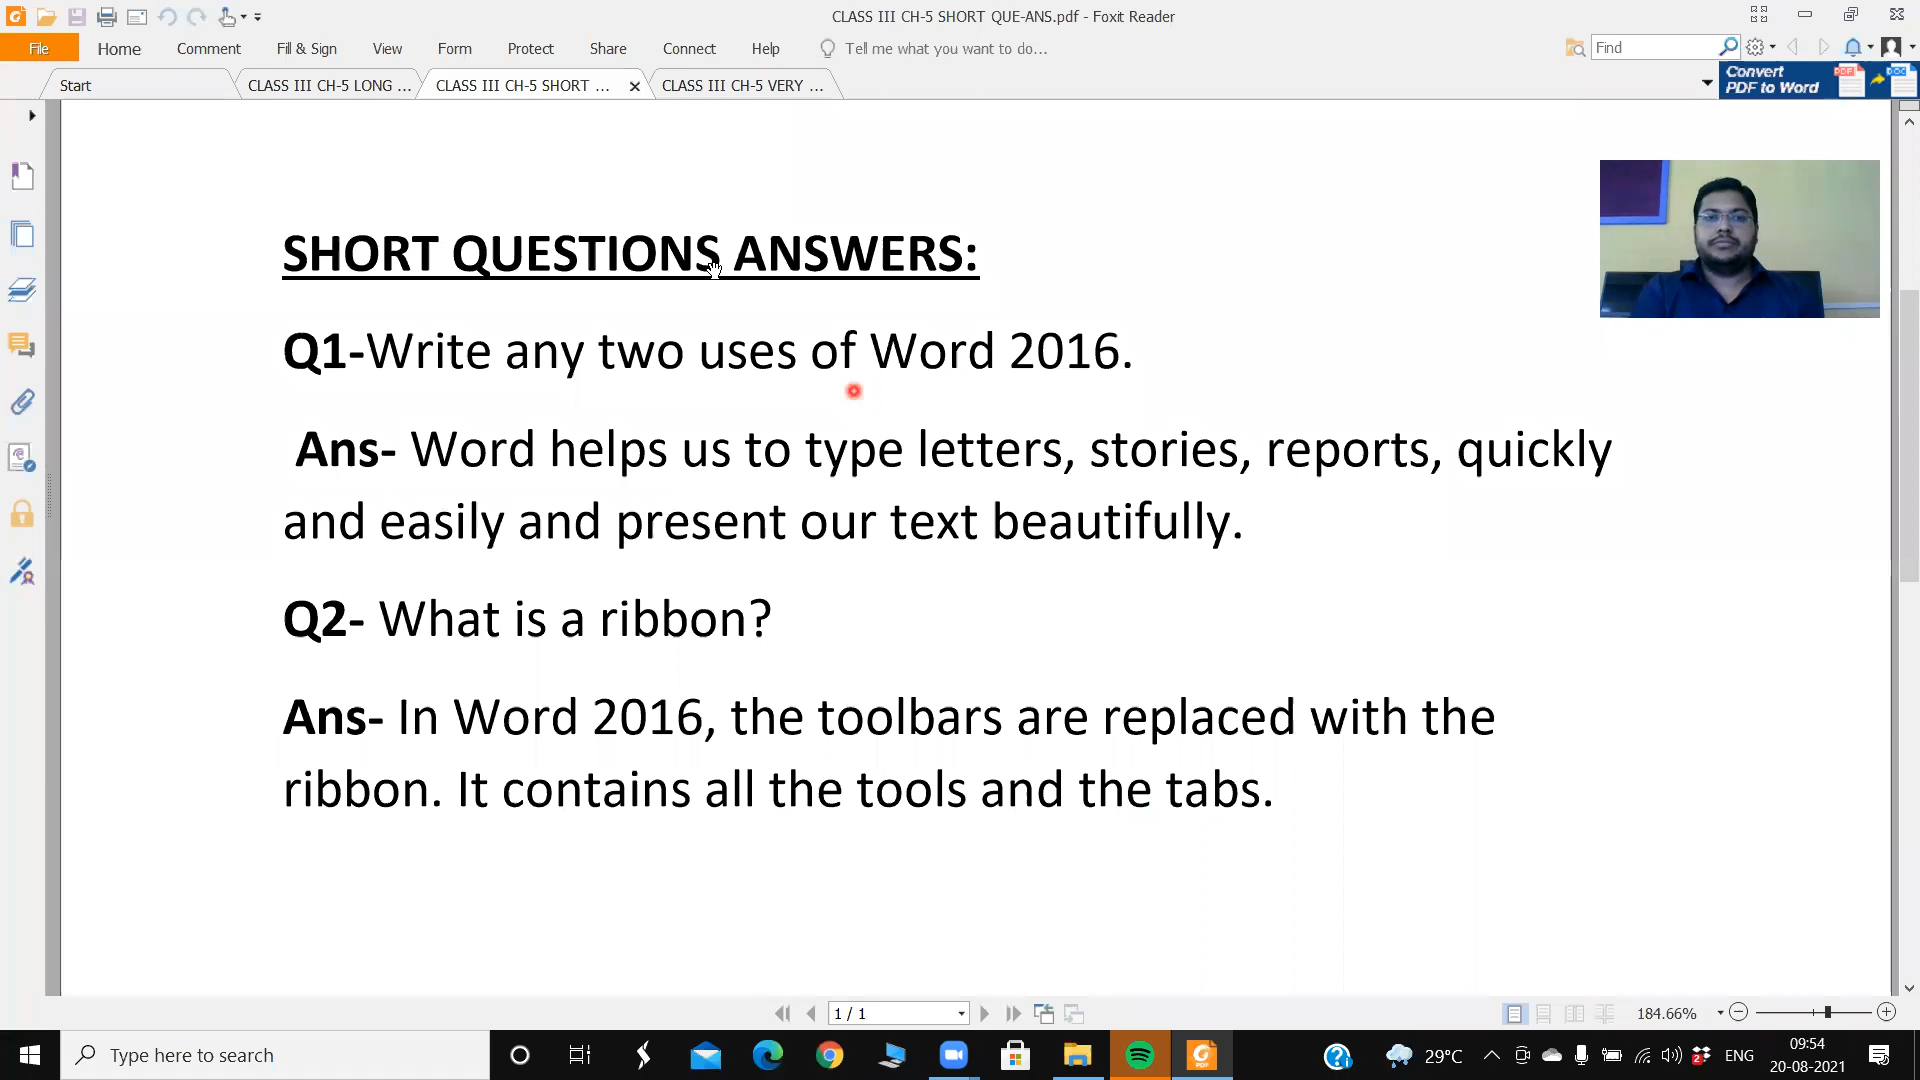 CLASS III CH-5 SHORT QUE-ANS.pdf - Foxit Reader
File Home Comment Fill & Sign View Form Protect Share Connect Help Tell me what you want to do... Find
Start CLASS III CH-5 LONG ... CLASS III CH-5 SHORT ... CLASS III CH-5 VERY ...
Convert
PDF to Word
SHORT QUESTIONS ANSWERS:
Q1-Write any two uses of Word 2016.
Ans- Word helps us to type letters, stories, reports, quickly
and easily and present our text beautifully.
Q2- What is a ribbon?
Ans- In Word 2016, the toolbars are replaced with the
ribbon. It contains all the tools and the tabs.
1 / 1 184.66%
Type here to search 29°C ENG 09:54
20-08-2021